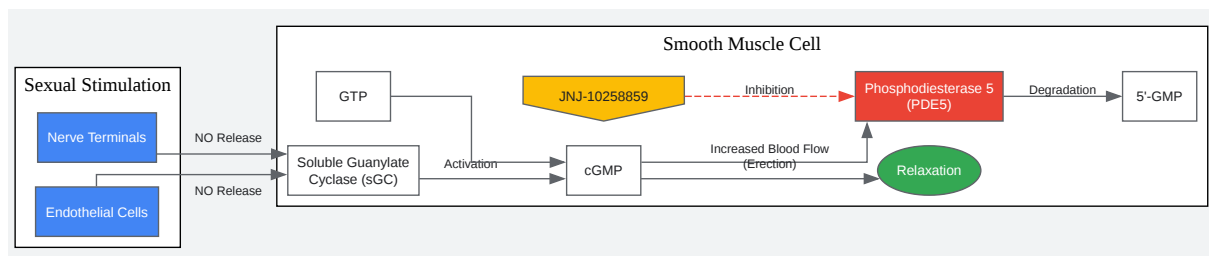 Smooth Muscle Cell
Sexual Stimulation
GTP
JNJ-10258859
Inhibition
Phosphodiesterase 5
(PDE5)
Degradation
5'-GMP
Nerve Terminals
NO Release
Soluble Guanylate
Cyclase (sGC)
Activation
cGMP
Increased Blood Flow
(Erection)
Relaxation
NO Release
Endothelial Cells